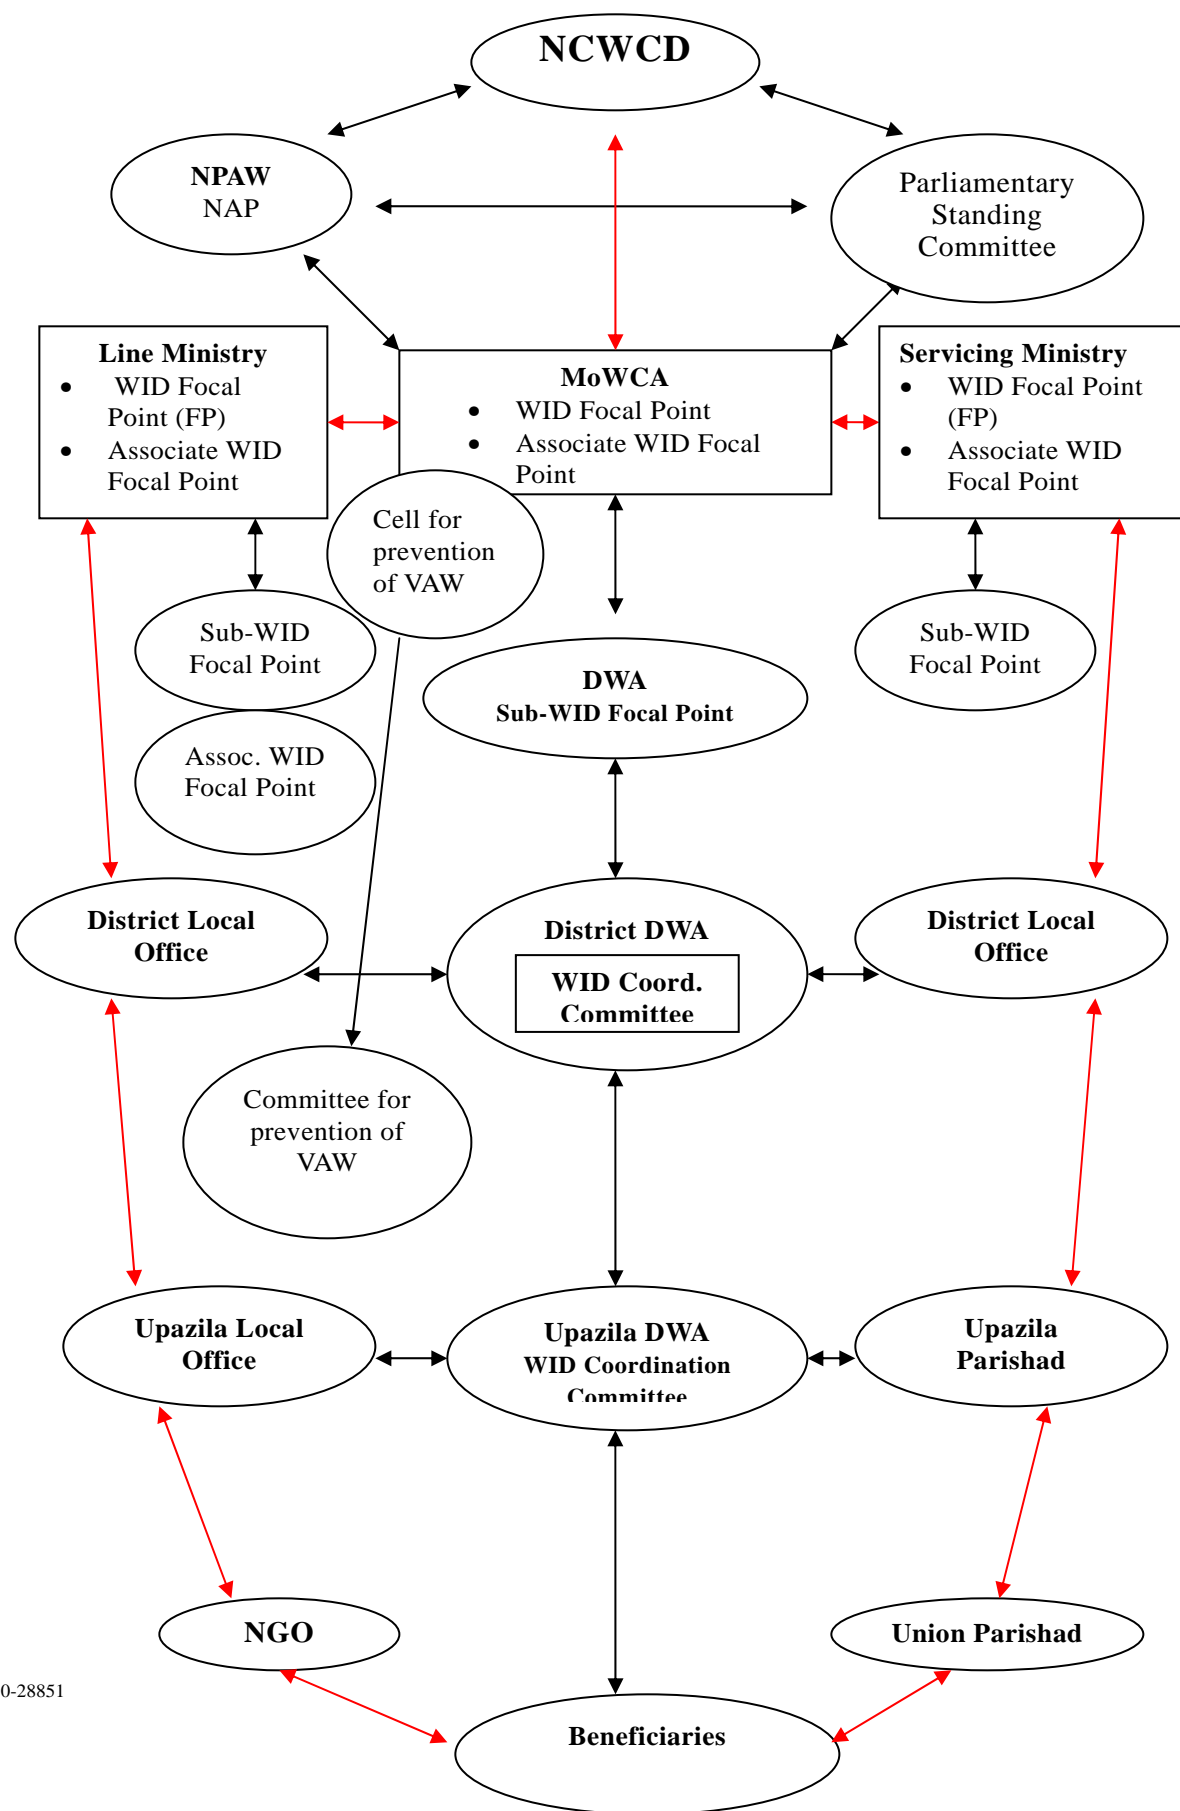 NCWCD
NPAW
NAP
Parliamentary
Standing
Committee
Line Ministry
• WID Focal
Point (FP)
• Associate WID
Focal Point
MoWCA
• WID Focal Point
• Associate WID Focal
Point
Servicing Ministry
• WID Focal Point
(FP)
• Associate WID
Focal Point
Cell for
prevention
of VAW
Sub-WID
Focal Point
Sub-WID
Focal Point
DWA
Sub-WID Focal Point
Assoc. WID
Focal Point
District Local
Office
District DWA
WID Coord.
Committee
District Local
Office
Committee for
prevention of
VAW
Upazila Local
Office
Upazila DWA
WID Coordination
Committee
Upazila
Parishad
NGO
Union Parishad
0-28851
Beneficiaries